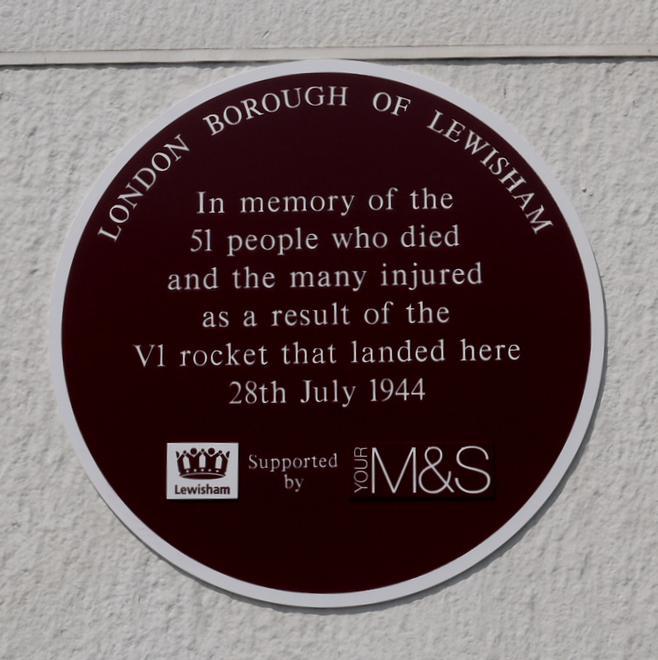 LONDON BOROUGH OF LEWISHAM
In memory of the
51 people who died
and the many injured
as a result of the
V1 rocket that landed here
28th July 1944
Lewisham
Supported
by
YOUR M&S